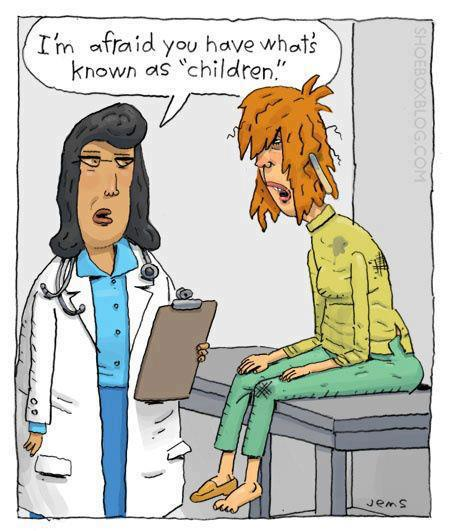 I'm afraid you have what's
known as "children."
SHOEBOXBLOG.COM
Jems